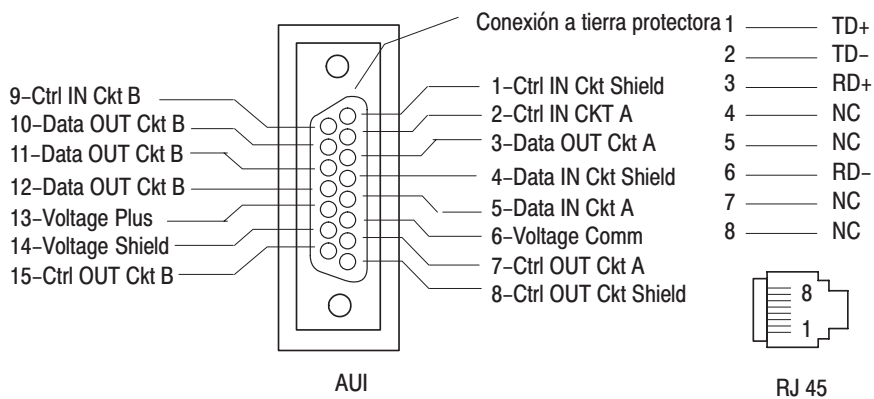 Conexión a tierra protectora
9–Ctrl IN Ckt B
10–Data OUT Ckt B
11–Data OUT Ckt B
12–Data OUT Ckt B
13–Voltage Plus
14–Voltage Shield
15–Ctrl OUT Ckt B
1–Ctrl IN Ckt Shield
2–Ctrl IN CKT A
3–Data OUT Ckt A
4–Data IN Ckt Shield
5–Data IN Ckt A
6–Voltage Comm
7–Ctrl OUT Ckt A
8–Ctrl OUT Ckt Shield
AUI
1 TD+
2 TD–
3 RD+
4 NC
5 NC
6 RD–
7 NC
8 NC
8
1
RJ 45